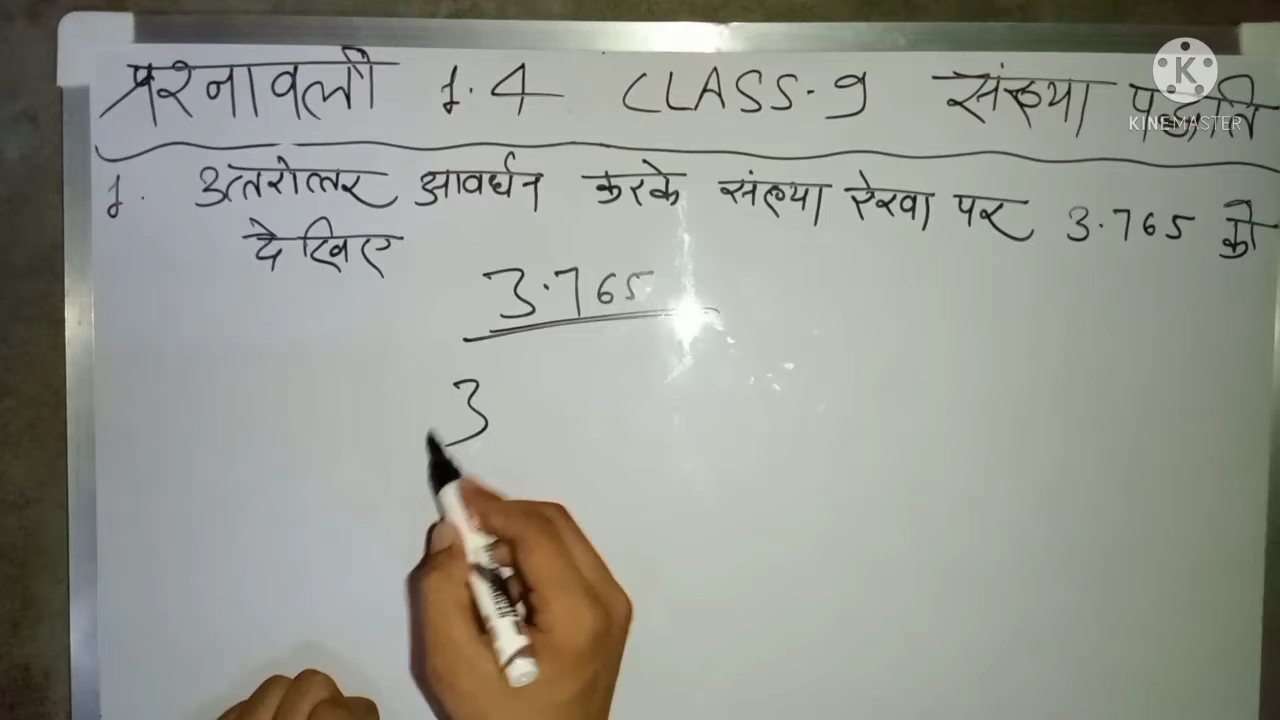 प्रश्नावली 1.4 CLASS-9 संख्या पद्धति
K
KINEMASTER
1. उत्तरोत्तर आवर्धन करके संख्या रेखा पर 3.765 को
देखिए
3.765
3